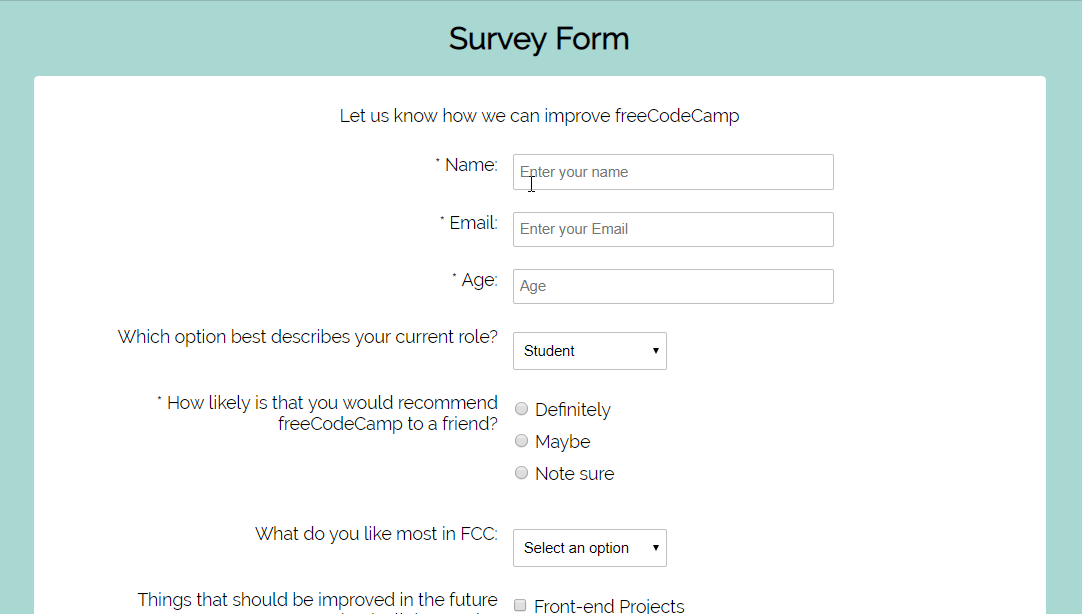 Survey Form
Let us know how we can improve freeCodeCamp
* Name:
Enter your name
* Email:
Enter your Email
* Age:
Age
Which option best describes your current role?
Student
* How likely is that you would recommend
freeCodeCamp to a friend?
Definitely
Maybe
Note sure
What do you like most in FCC:
Select an option
Things that should be improved in the future
Front-end Projects